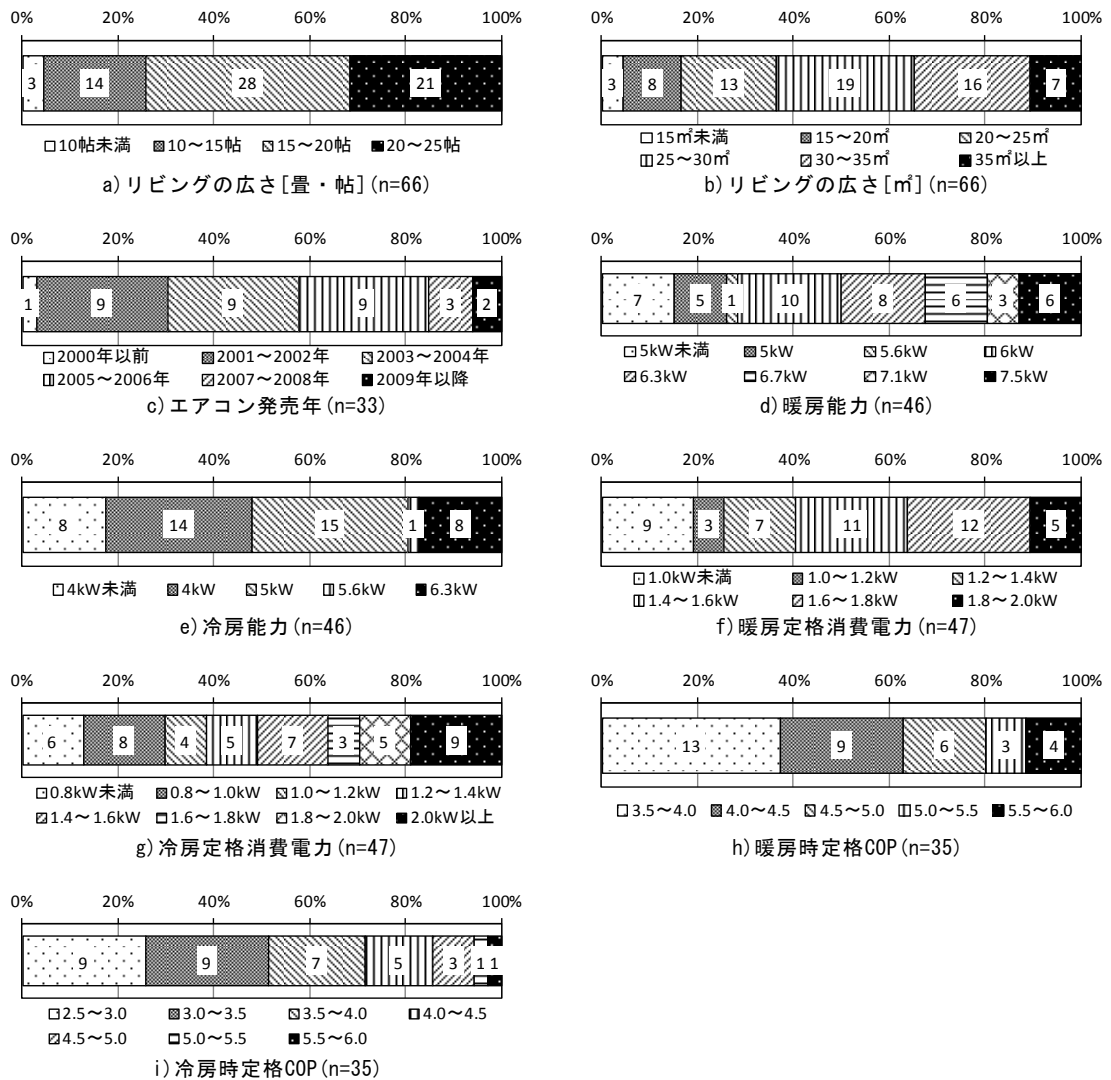 0% 20% 40% 60% 80% 100%
3 14 28 21
10帖未満 10～15帖 15～20帖 20～25帖
a)リビングの広さ[畳・帖](n=66)
0% 20% 40% 60% 80% 100%
3 8 13 19 16 7
15㎡未満 15～20㎡ 20～25㎡
25～30㎡ 30～35㎡ 35㎡以上
b)リビングの広さ[㎡](n=66)
0% 20% 40% 60% 80% 100%
1 9 9 9 3 2
2000年以前 2001～2002年 2003～2004年
2005～2006年 2007～2008年 2009年以降
c)エアコン発売年(n=33)
0% 20% 40% 60% 80% 100%
7 5 1 10 8 6 3 6
5kW未満 5kW 5.6kW 6kW
6.3kW 6.7kW 7.1kW 7.5kW
d)暖房能力(n=46)
0% 20% 40% 60% 80% 100%
8 14 15 1 8
4kW未満 4kW 5kW 5.6kW 6.3kW
e)冷房能力(n=46)
0% 20% 40% 60% 80% 100%
9 3 7 11 12 5
1.0kW未満 1.0～1.2kW 1.2～1.4kW
1.4～1.6kW 1.6～1.8kW 1.8～2.0kW
f)暖房定格消費電力(n=47)
0% 20% 40% 60% 80% 100%
6 8 4 5 7 3 5 9
0.8kW未満 0.8～1.0kW 1.0～1.2kW 1.2～1.4kW
1.4～1.6kW 1.6～1.8kW 1.8～2.0kW 2.0kW以上
g)冷房定格消費電力(n=47)
0% 20% 40% 60% 80% 100%
13 9 6 3 4
3.5～4.0 4.0～4.5 4.5～5.0 5.0～5.5 5.5～6.0
h)暖房時定格COP(n=35)
0% 20% 40% 60% 80% 100%
9 9 7 5 3 1 1
2.5～3.0 3.0～3.5 3.5～4.0 4.0～4.5
4.5～5.0 5.0～5.5 5.5～6.0
i)冷房時定格COP(n=35)